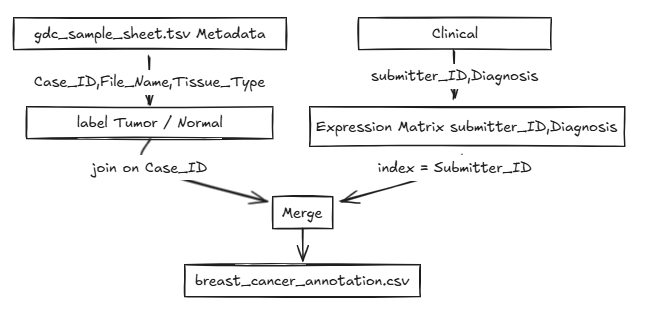 gdc_sample_sheet.tsv Metadata
Clinical
Case_ID,File_Name,Tissue_Type
submitter_ID,Diagnosis
label Tumor / Normal
Expression Matrix submitter_ID,Diagnosis
join on Case_ID
index = Submitter_ID
Merge
breast_cancer_annotation.csv